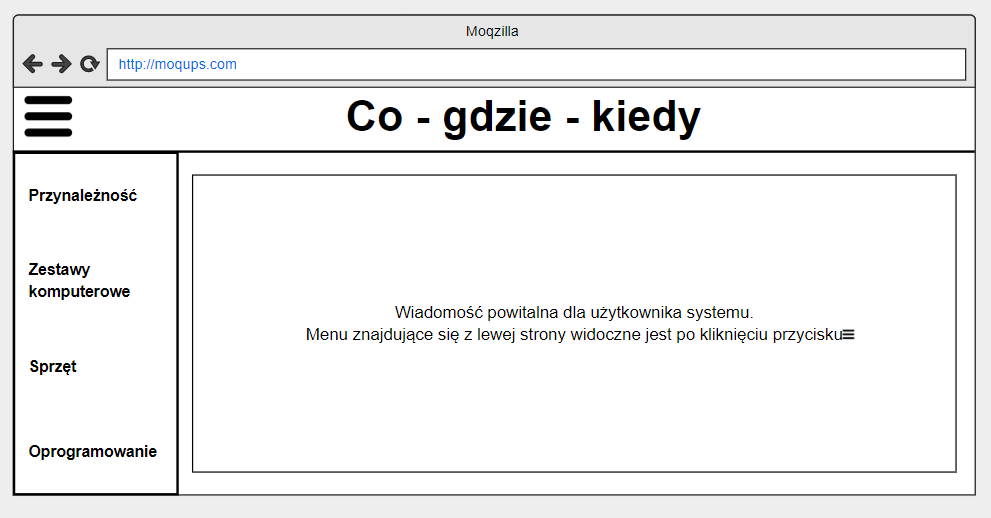 Moqzilla
http://moqups.com
Co - gdzie - kiedy
Przynależność
Zestawy
komputerowe
Sprzęt
Oprogramowanie
Wiadomość powitalna dla użytkownika systemu.
Menu znajdujące się z lewej strony widoczne jest po kliknięciu przycisku